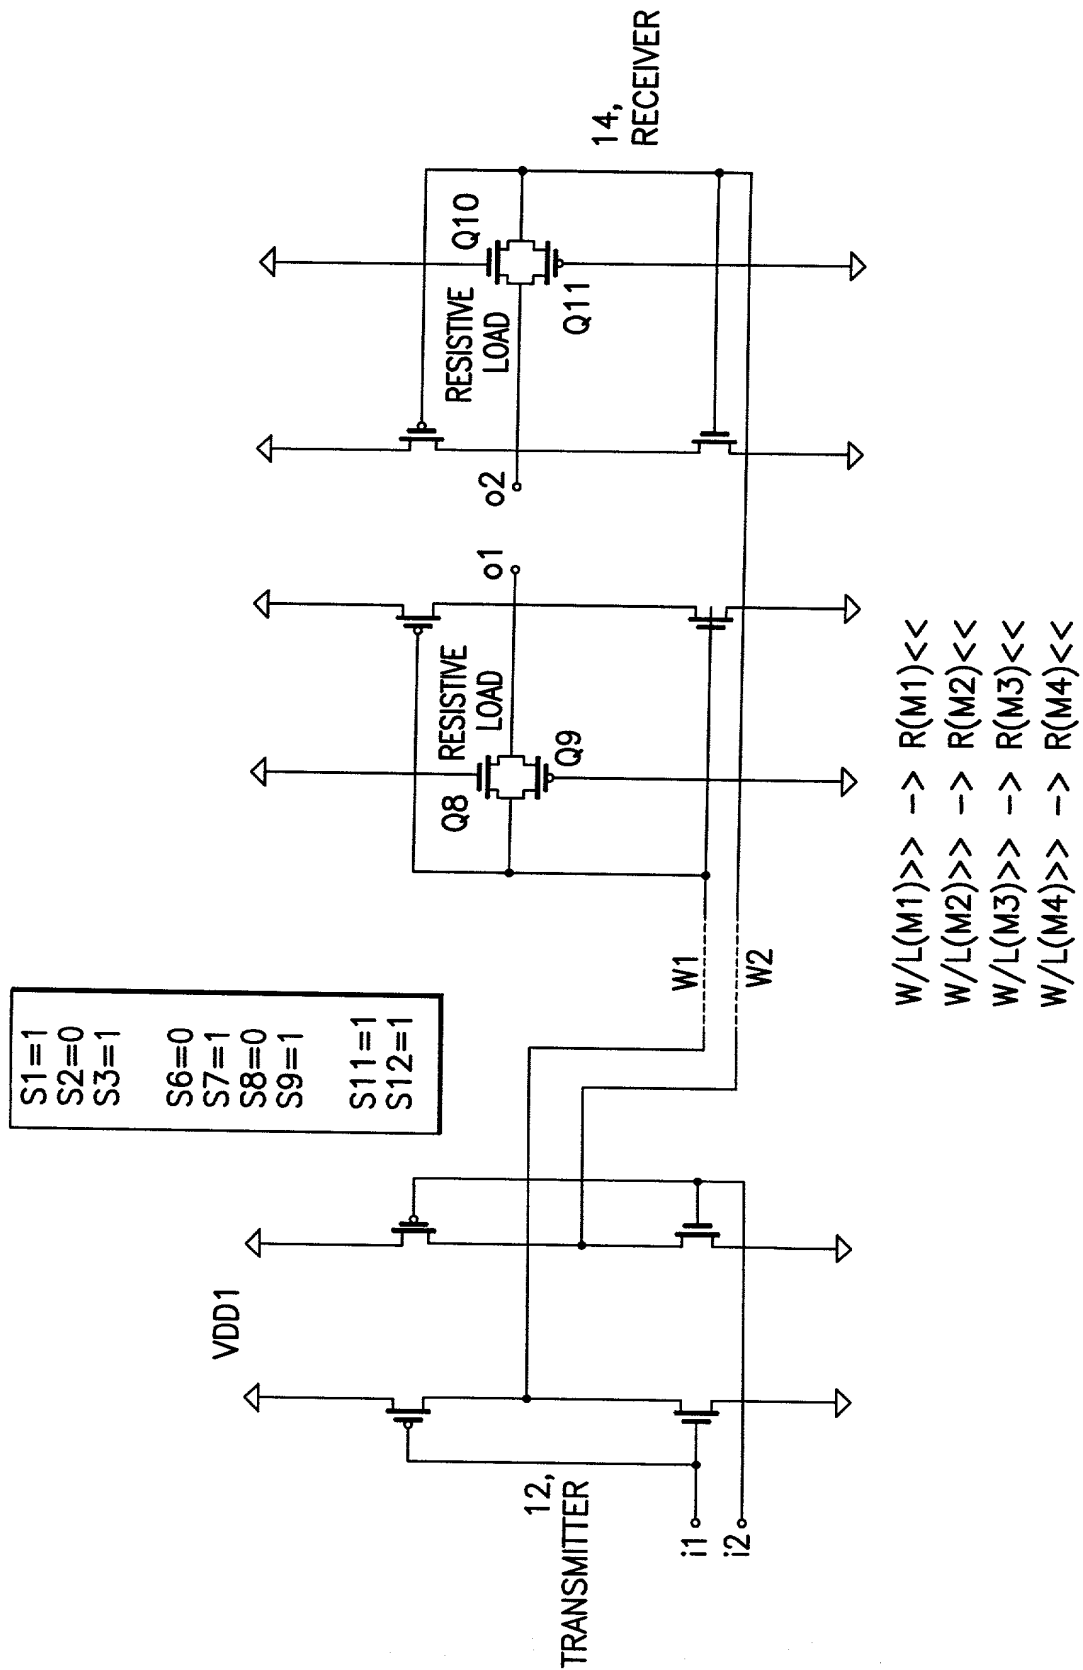 S1=1
S2=0
S3=1
S6=0
S7=1
S8=0
S9=1
S11=1
S12=1
VDD1
12,
TRANSMITTER
i1
i2
W1
W2
Q8
RESISTIVE
LOAD
Q9
o1
o2
RESISTIVE
LOAD
Q10
Q11
14,
RECEIVER
W/L(M1)>> -> R(M1)<<
W/L(M2)>> -> R(M2)<<
W/L(M3)>> -> R(M3)<<
W/L(M4)>> -> R(M4)<<